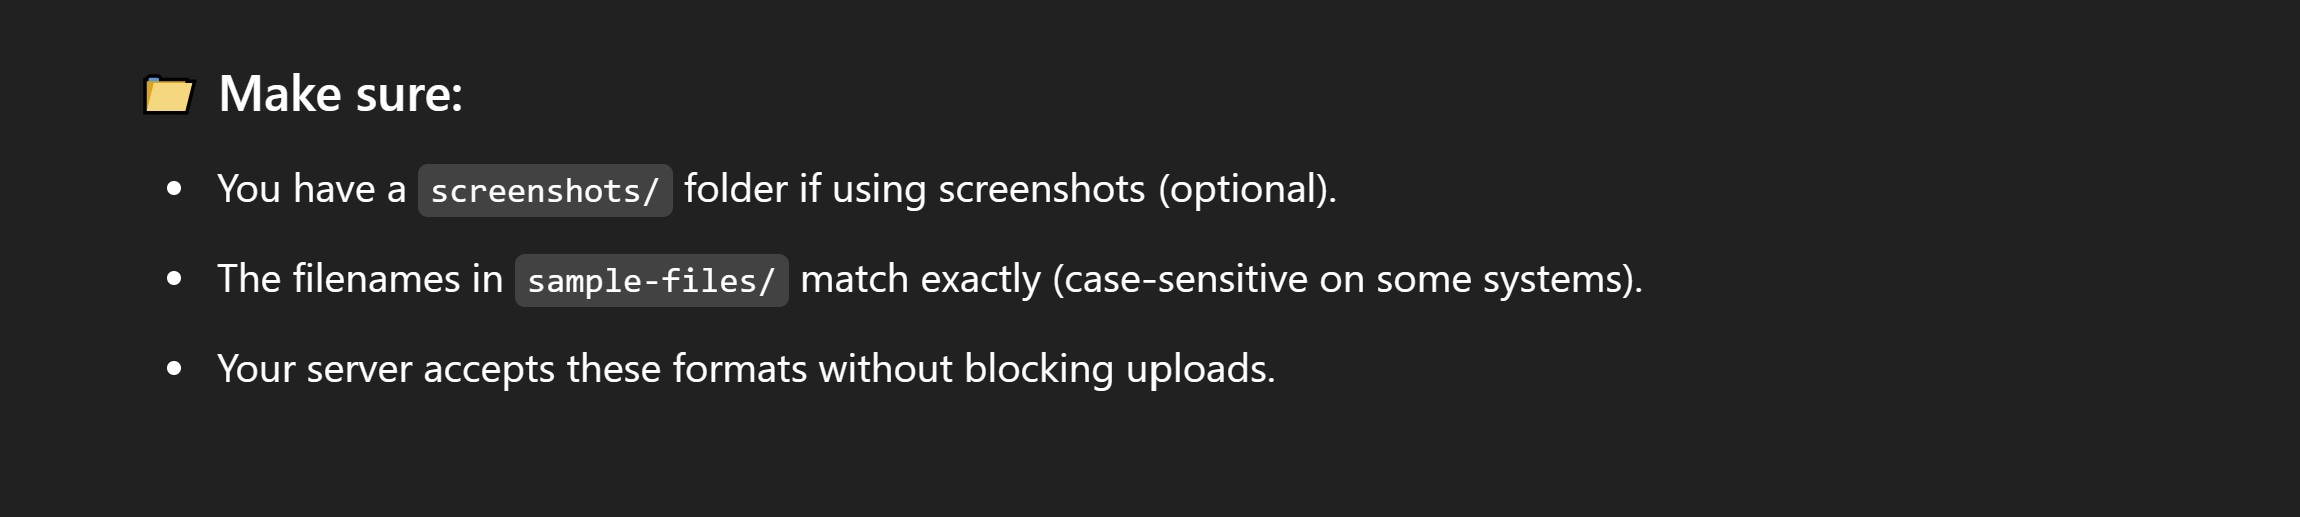 Make sure:
You have a screenshots/ folder if using screenshots (optional).
The filenames in sample-files/ match exactly (case-sensitive on some systems).
Your server accepts these formats without blocking uploads.